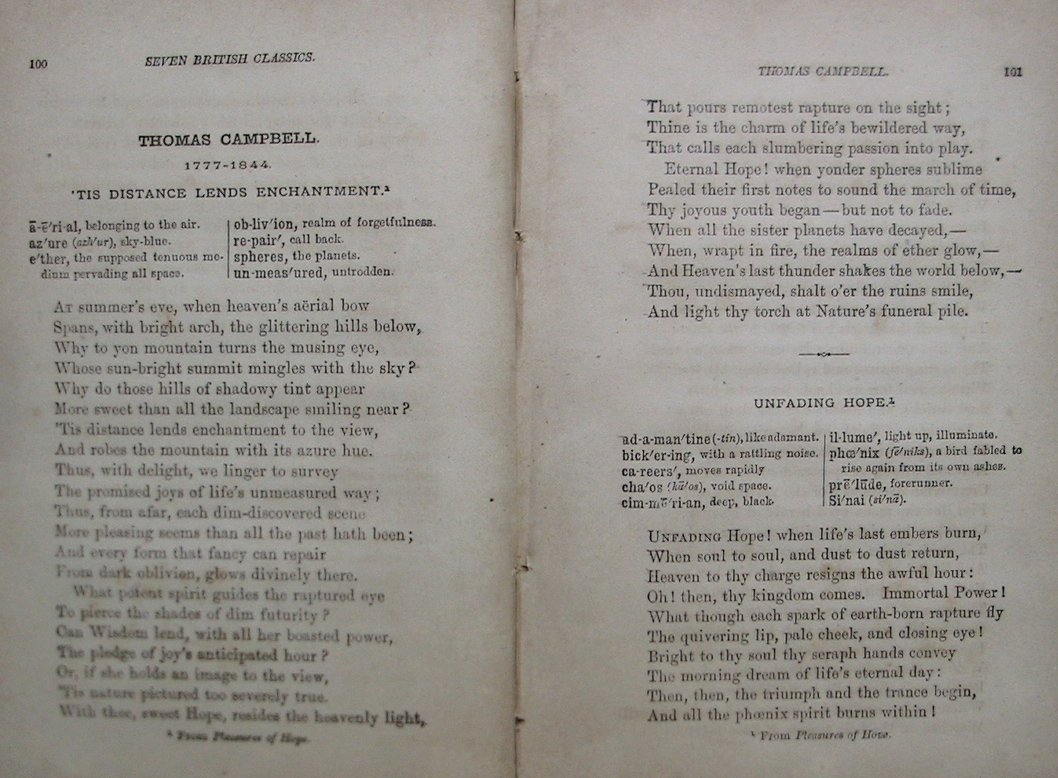 100
SEVEN BRITISH CLASSICS.
THOMAS CAMPBELL.
1777-1844.
'TIS DISTANCE LENDS ENCHANTMENT.¹
ā-ē'ri-al, belonging to the air.
az'ure (azh'ur), sky-blue.
e'ther, the supposed tenuous me-
dium pervading all space.
ob-liv'ion, realm of forgetfulness.
re-pair', call back.
spheres, the planets.
un-meas'ured, untrodden.
AT summer's eve, when heaven's aërial bow
Spans, with bright arch, the glittering hills below,
Why to yon mountain turns the musing eye,
Whose sun-bright summit mingles with the sky?
Why do those hills of shadowy tint appear
More sweet than all the landscape smiling near?
'Tis distance lends enchantment to the view,
And robes the mountain with its azure hue.
Thus, with delight, we linger to survey
The promised joys of life's unmeasured way;
Thus, from afar, each dim-discovered scene
More pleasing seems than all the past hath been;
And every form that fancy can repair
From dark oblivion, glows divinely there.
What potent spirit guides the raptured eye
To pierce the shades of dim futurity?
Can Wisdom lend, with all her boasted power,
The pledge of joy's anticipated hour?
Or, if she holds an image to the view,
'Tis nature pictured too severely true.
With thee, sweet Hope, resides the heavenly light,
¹ From Pleasures of Hope.
THOMAS CAMPBELL.
101
That pours remotest rapture on the sight;
Thine is the charm of life's bewildered way,
That calls each slumbering passion into play.
Eternal Hope! when yonder spheres sublime
Pealed their first notes to sound the march of time,
Thy joyous youth began—but not to fade.
When all the sister planets have decayed,—
When, wrapt in fire, the realms of ether glow,—
And Heaven's last thunder shakes the world below,—
Thou, undismayed, shalt o'er the ruins smile,
And light thy torch at Nature's funeral pile.
UNFADING HOPE.¹
ad-a-man'tine (-tin), like adamant.
bick'er-ing, with a rattling noise.
ca-reers', moves rapidly
cha'os (kā'os), void space.
cim-mē'ri-an, deep, black.
il-lume', light up, illuminate.
phœ'nix (fē'niks), a bird fabled to
rise again from its own ashes.
prē'lūde, forerunner.
Si'nai (si'nā).
UNFADING Hope! when life's last embers burn,
When soul to soul, and dust to dust return,
Heaven to thy charge resigns the awful hour:
Oh! then, thy kingdom comes. Immortal Power!
What though each spark of earth-born rapture fly
The quivering lip, pale cheek, and closing eye!
Bright to thy soul thy seraph hands convey
The morning dream of life's eternal day:
Then, then, the triumph and the trance begin,
And all the phœnix spirit burns within!
¹ From Pleasures of Hope.